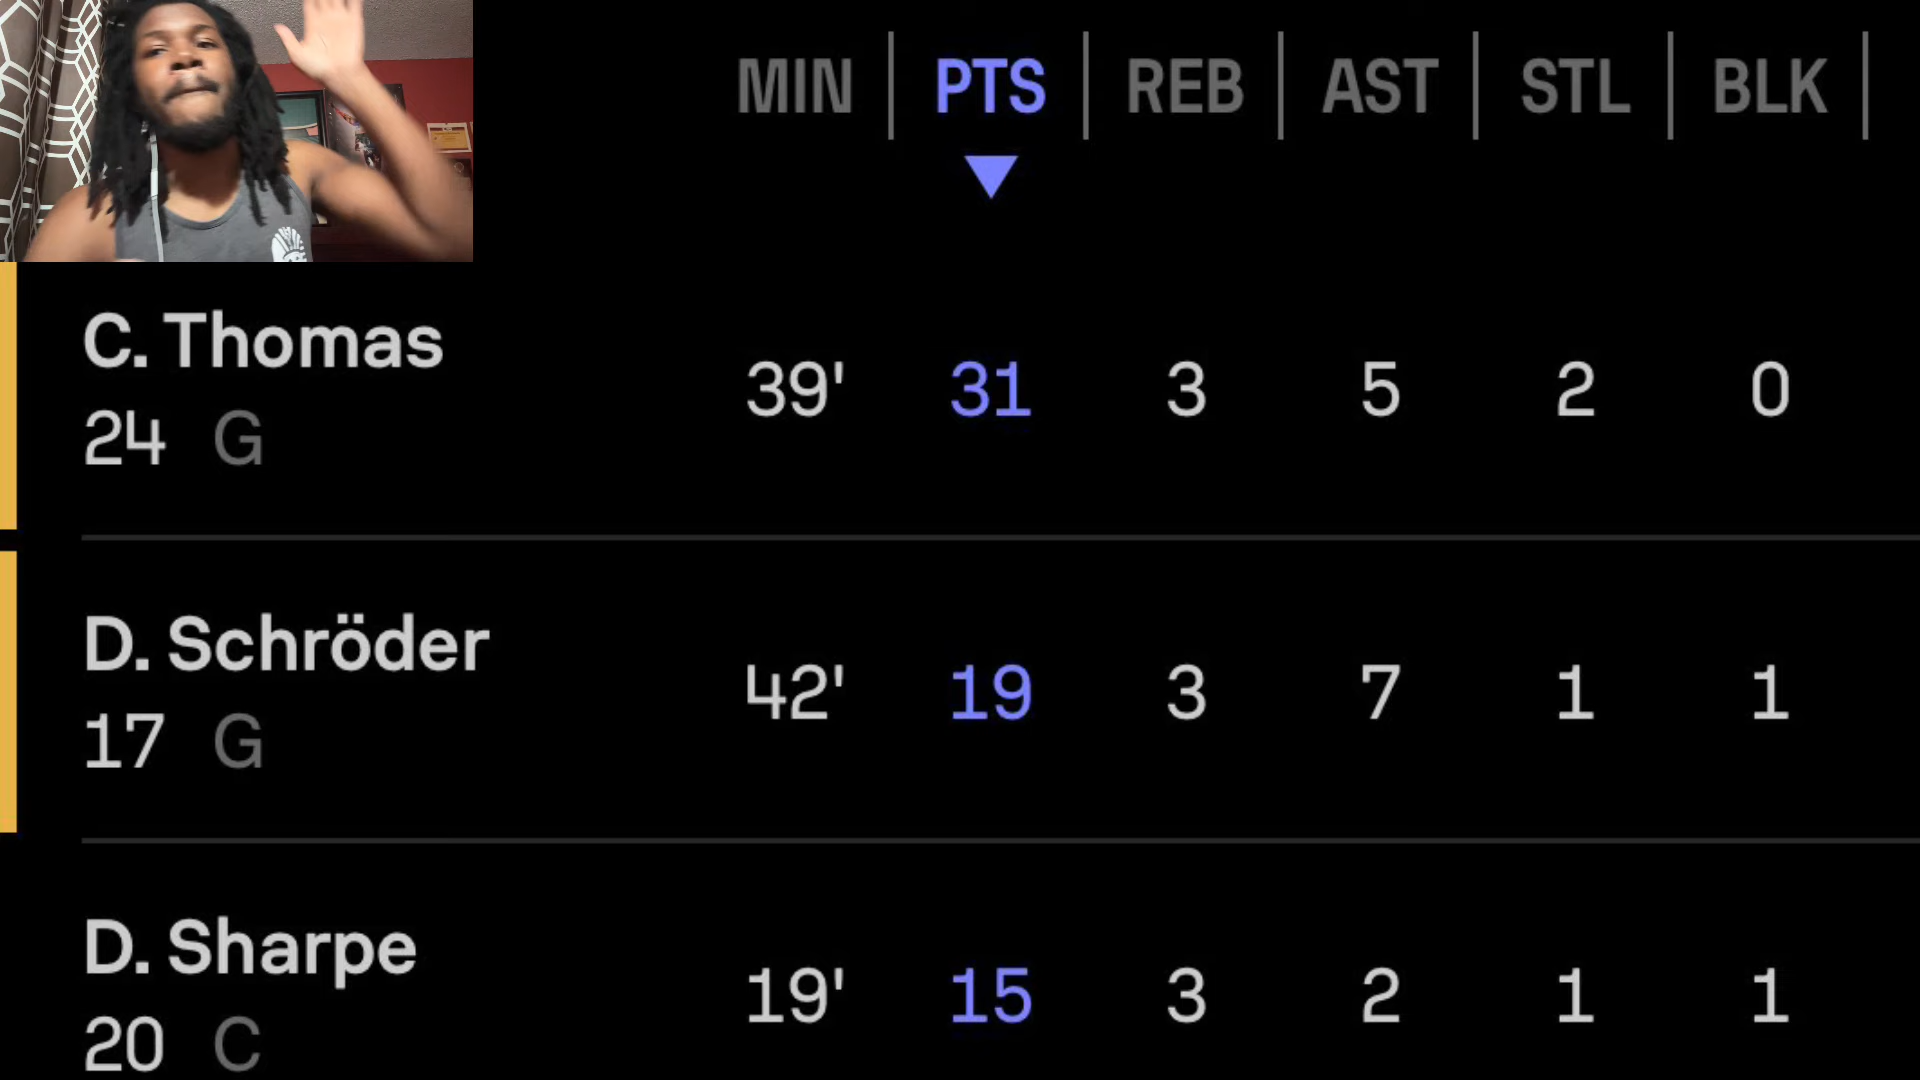 MIN PTS REB AST STL BLK
C. Thomas
39' 31 3 5 2 0
24 G
D. Schröder
42' 19 3 7 1 1
17 G
D. Sharpe
19' 15 3 2 1 1
20 C